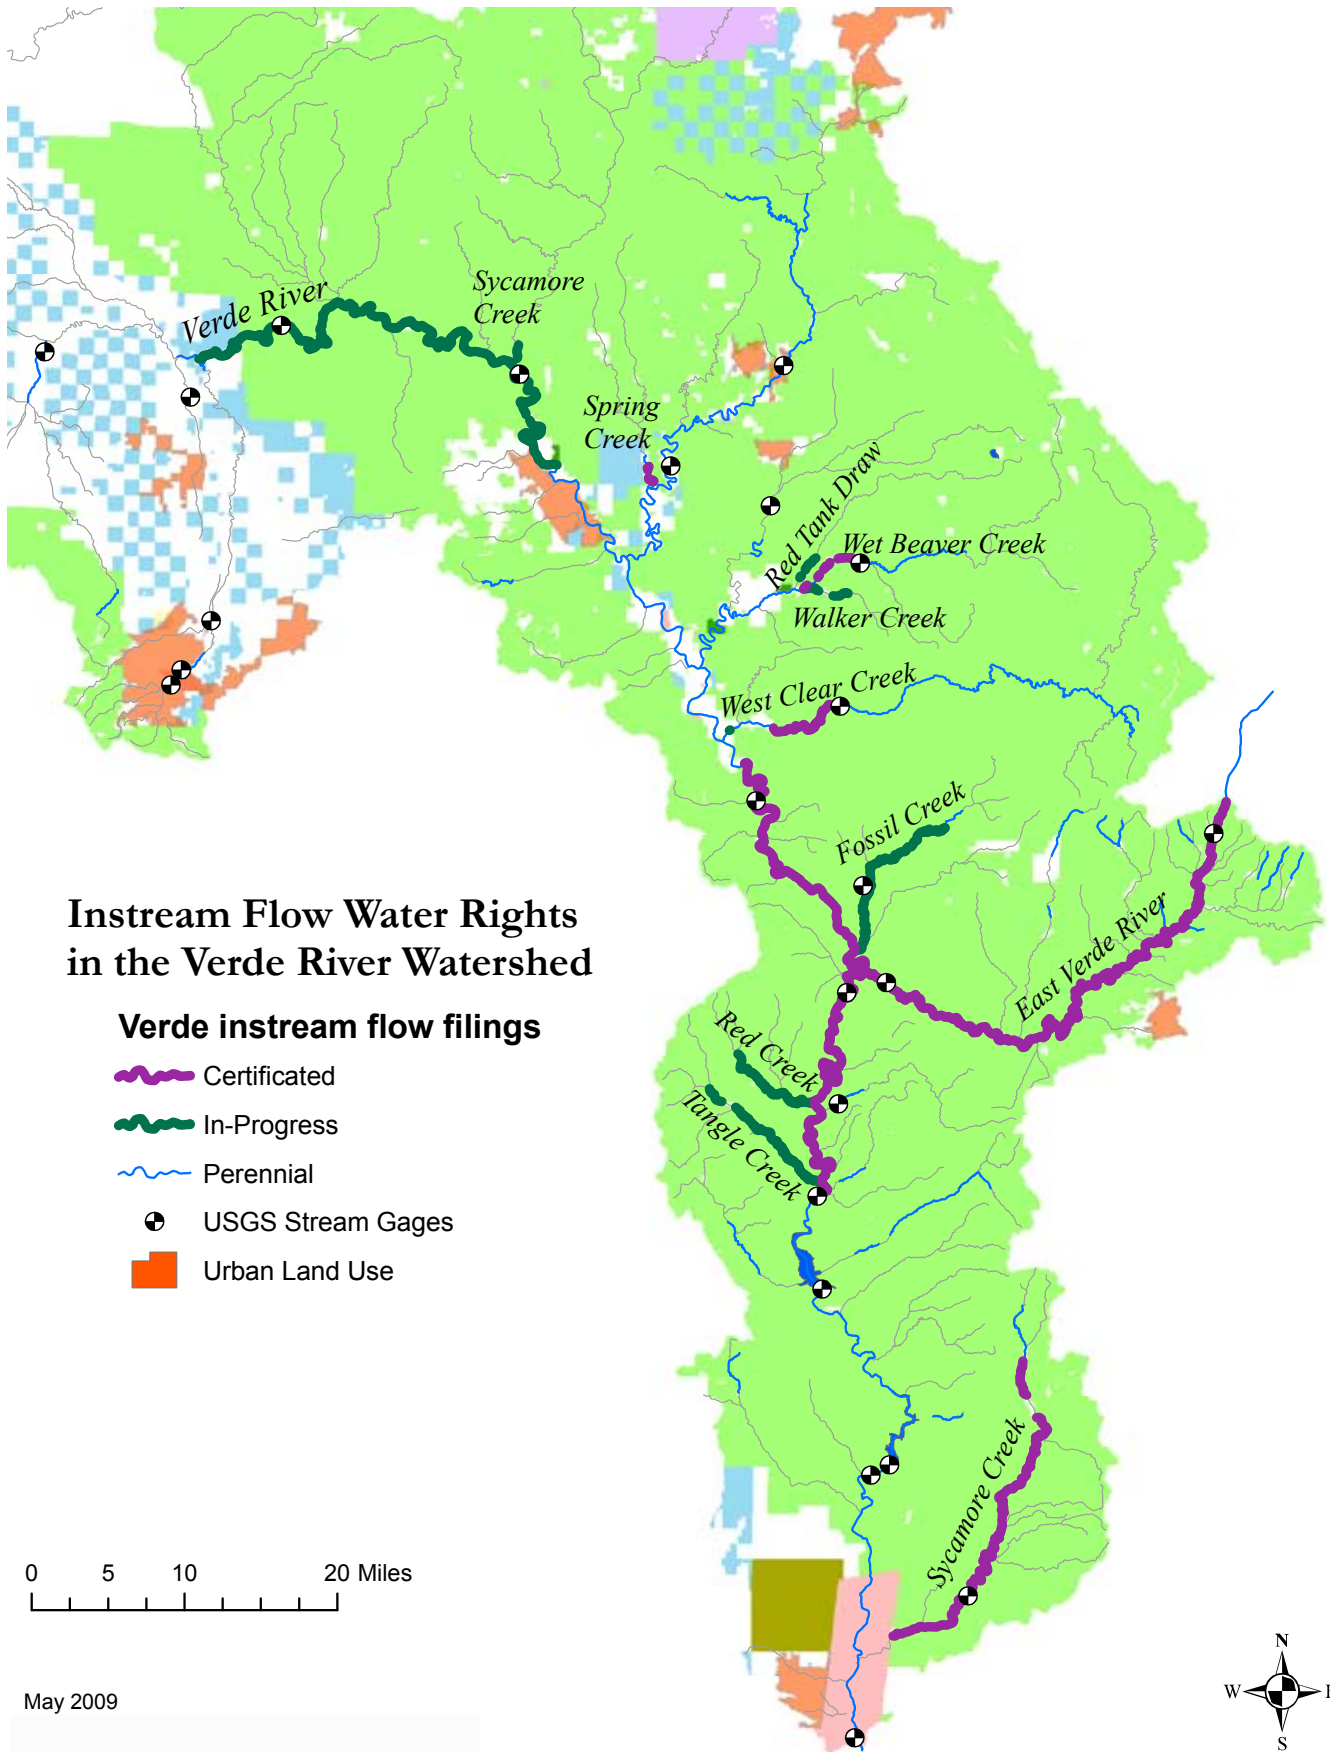 Verde River
Sycamore
Creek
Spring
Creek
Red Tank Draw
Wet Beaver Creek
Walker Creek
West Clear Creek
Fossil Creek
East Verde River
Red Creek
Tangle Creek
Sycamore Creek
Instream Flow Water Rights
in the Verde River Watershed
Verde instream flow filings
Certificated
In-Progress
Perennial
USGS Stream Gages
Urban Land Use
0 5 10 20 Miles
May 2009
N
W E
S